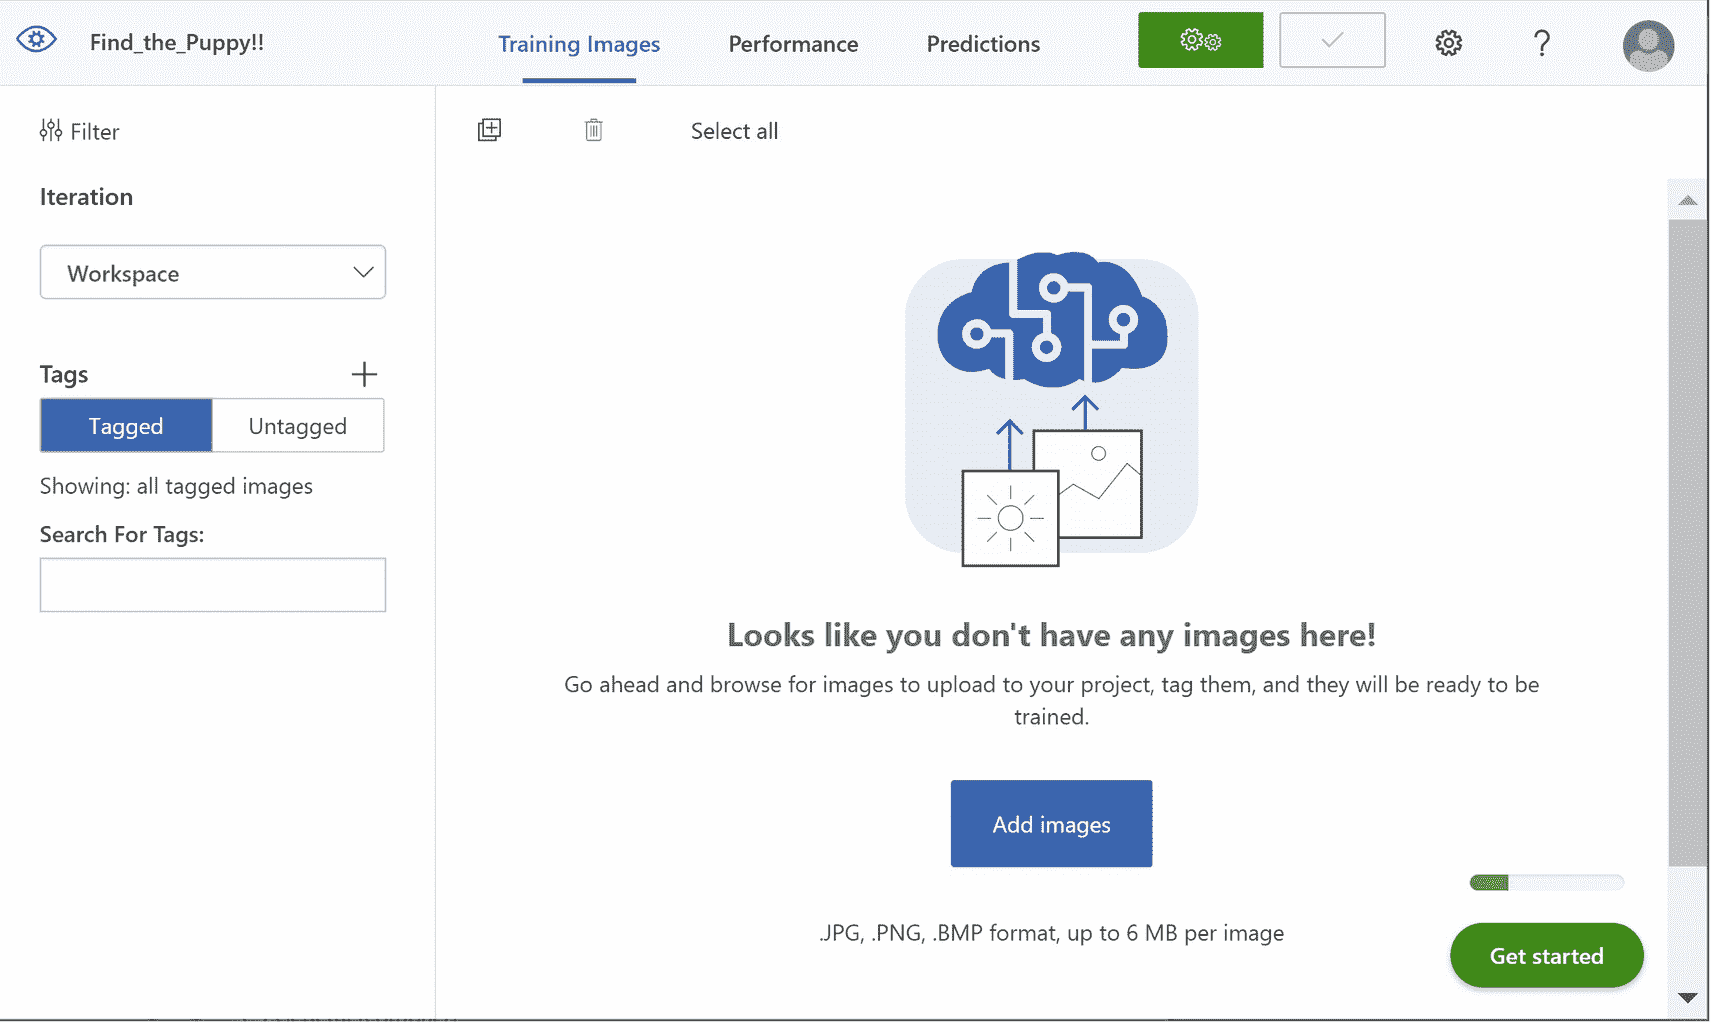 Find_the_Puppy!!
Training Images
Performance
Predictions
?
Filter
Select all
Iteration
Workspace
Tags
Tagged
Untagged
Showing: all tagged images
Search For Tags:
Looks like you don't have any images here!
Go ahead and browse for images to upload to your project, tag them, and they will be ready to be
trained.
Add images
.JPG, .PNG, .BMP format, up to 6 MB per image
Get started